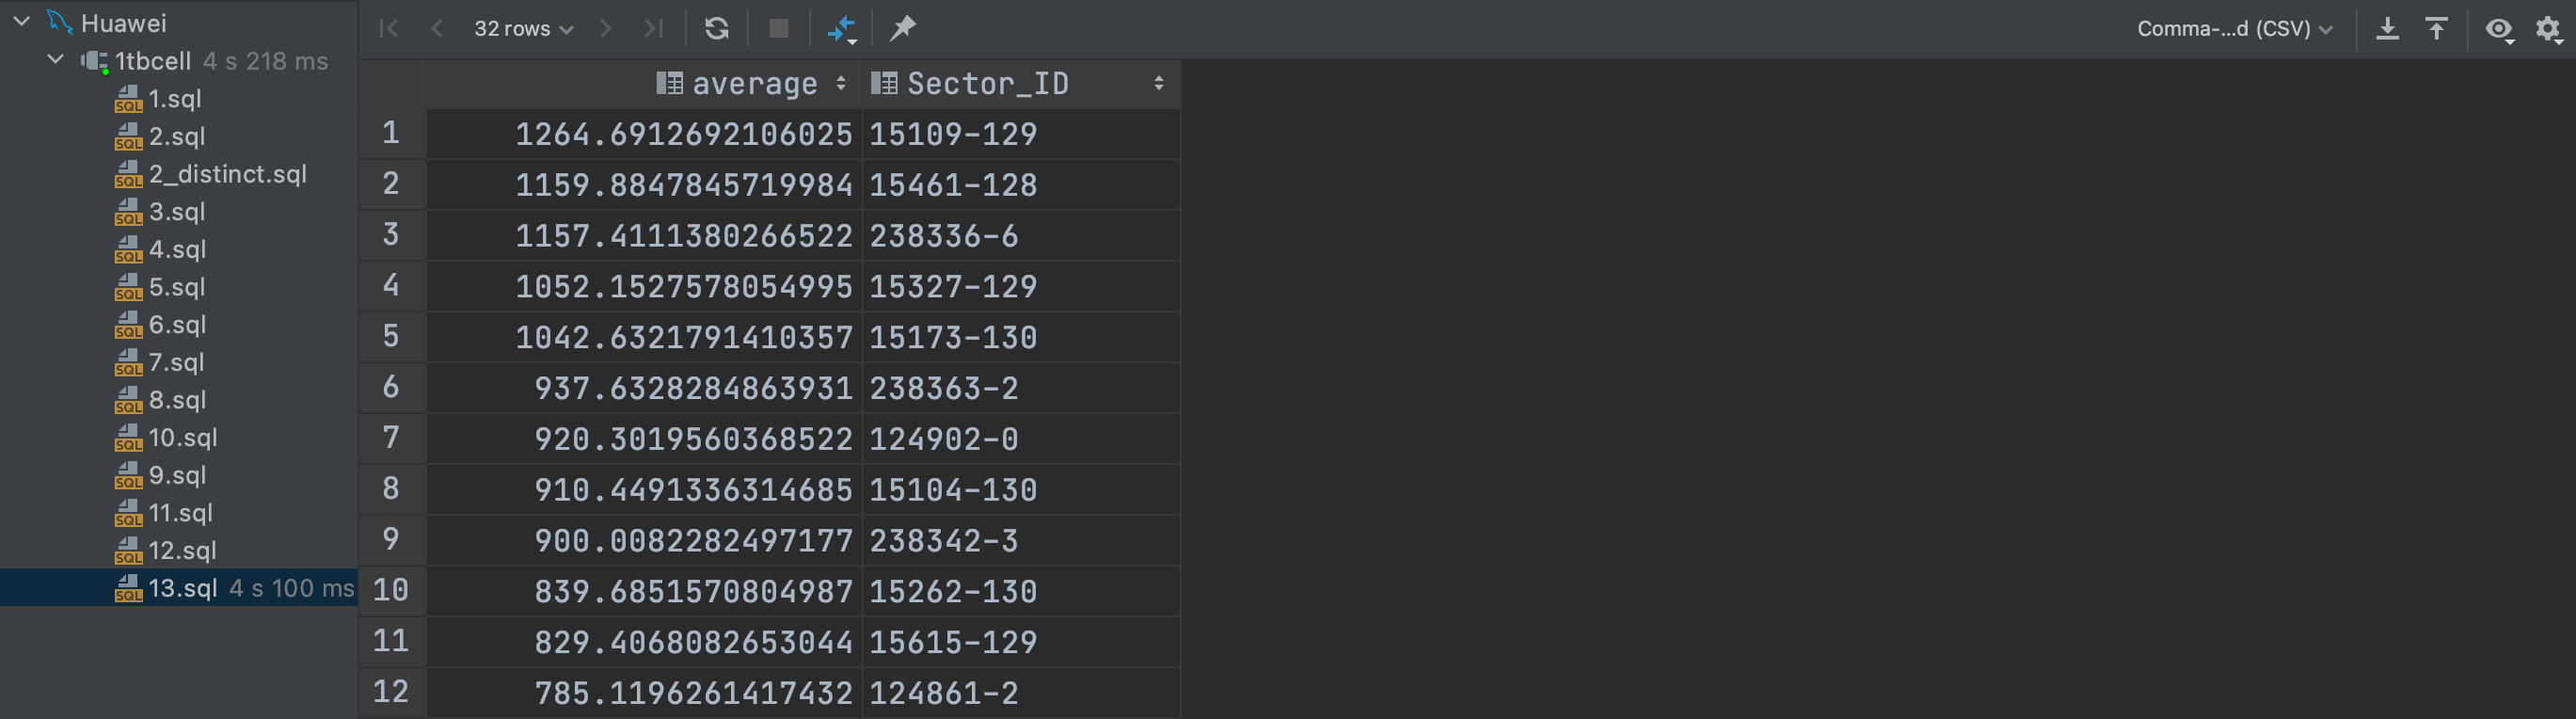 Huawei
1tbcell 4 s 218 ms
1.sql
2.sql
2_distinct.sql
3.sql
4.sql
5.sql
6.sql
7.sql
8.sql
10.sql
9.sql
11.sql
12.sql
13.sql 4 s 100 ms
32 rows
Comma-...d (CSV)
average Sector_ID
1 1264.6912692106025 15109-129
2 1159.8847845719984 15461-128
3 1157.4111380266522 238336-6
4 1052.1527578054995 15327-129
5 1042.6321791410357 15173-130
6 937.6328284863931 238363-2
7 920.3019560368522 124902-0
8 910.4491336314685 15104-130
9 900.0082282497177 238342-3
10 839.6851570804987 15262-130
11 829.4068082653044 15615-129
12 785.1196261417432 124861-2